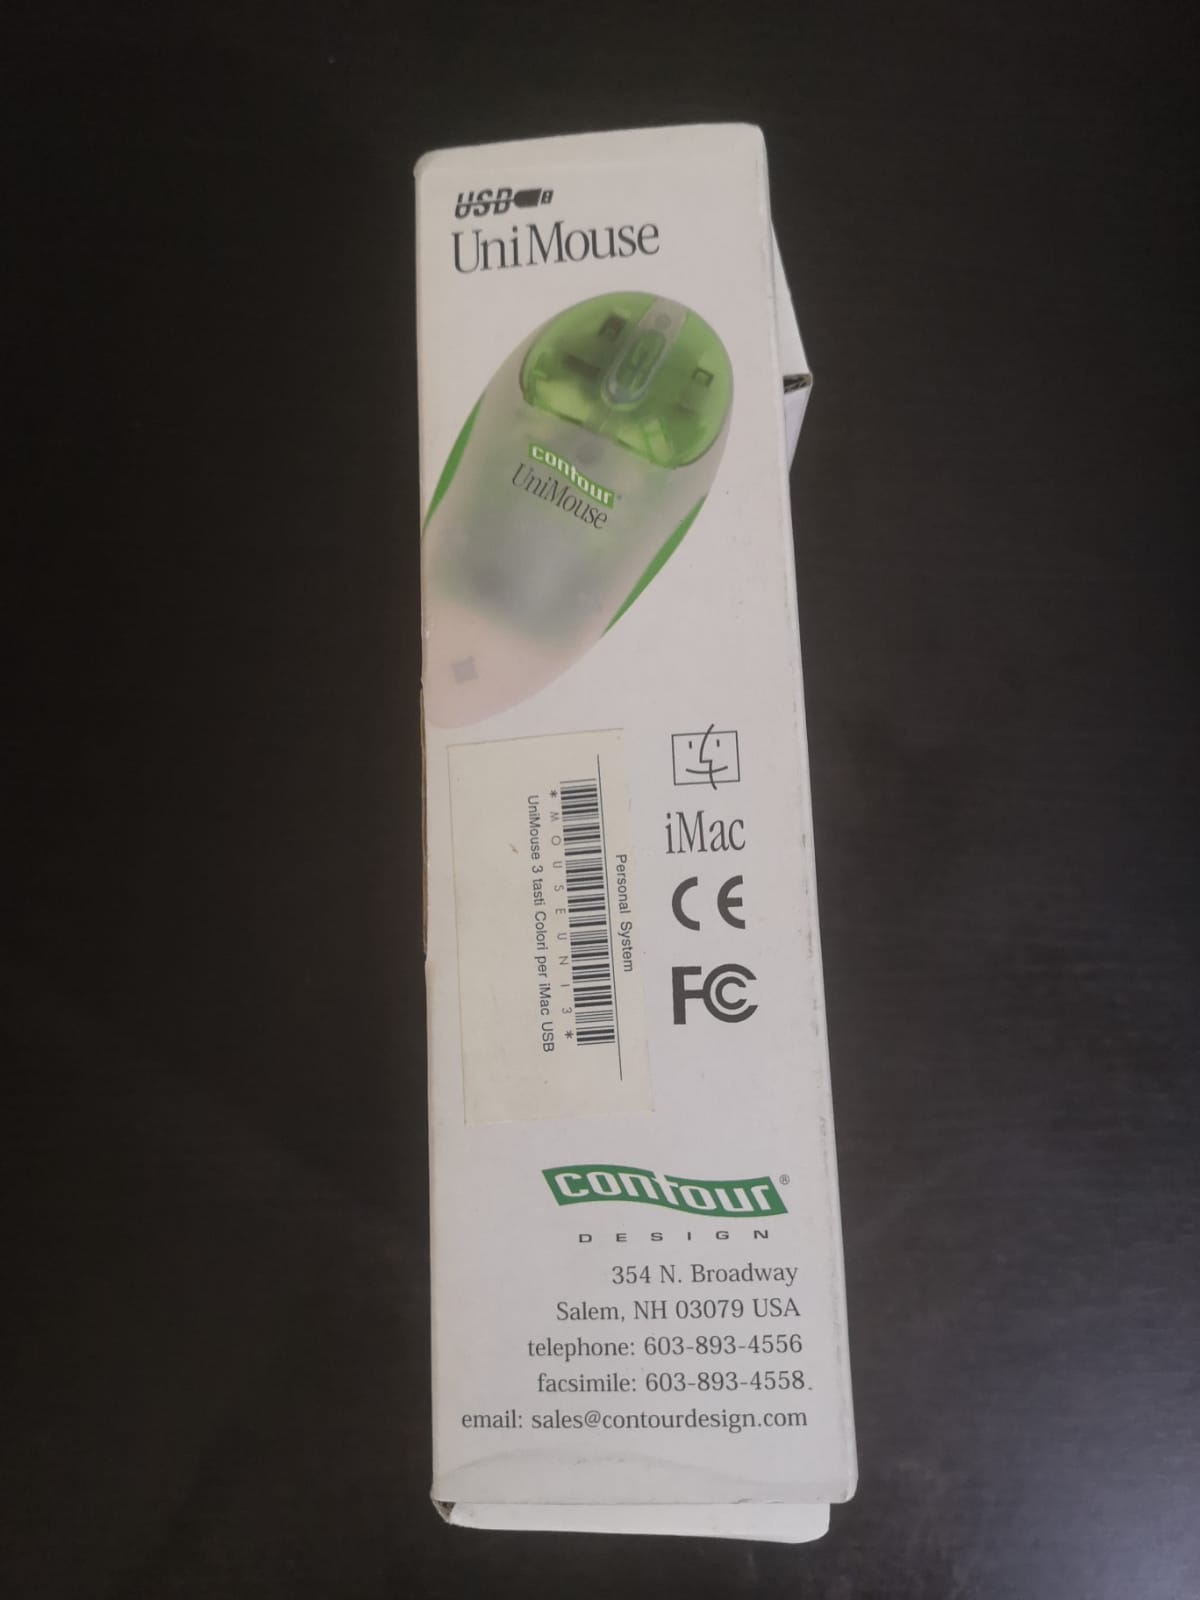 USB
UniMouse
contour®
UniMouse
Personal System
*MOUSEUNI3*
UniMouse 3 tasti Colori per iMac USB
iMac
CE
FC
contour®
DESIGN
354 N. Broadway
Salem, NH 03079 USA
telephone: 603-893-4556
facsimile: 603-893-4558.
email: sales@contourdesign.com